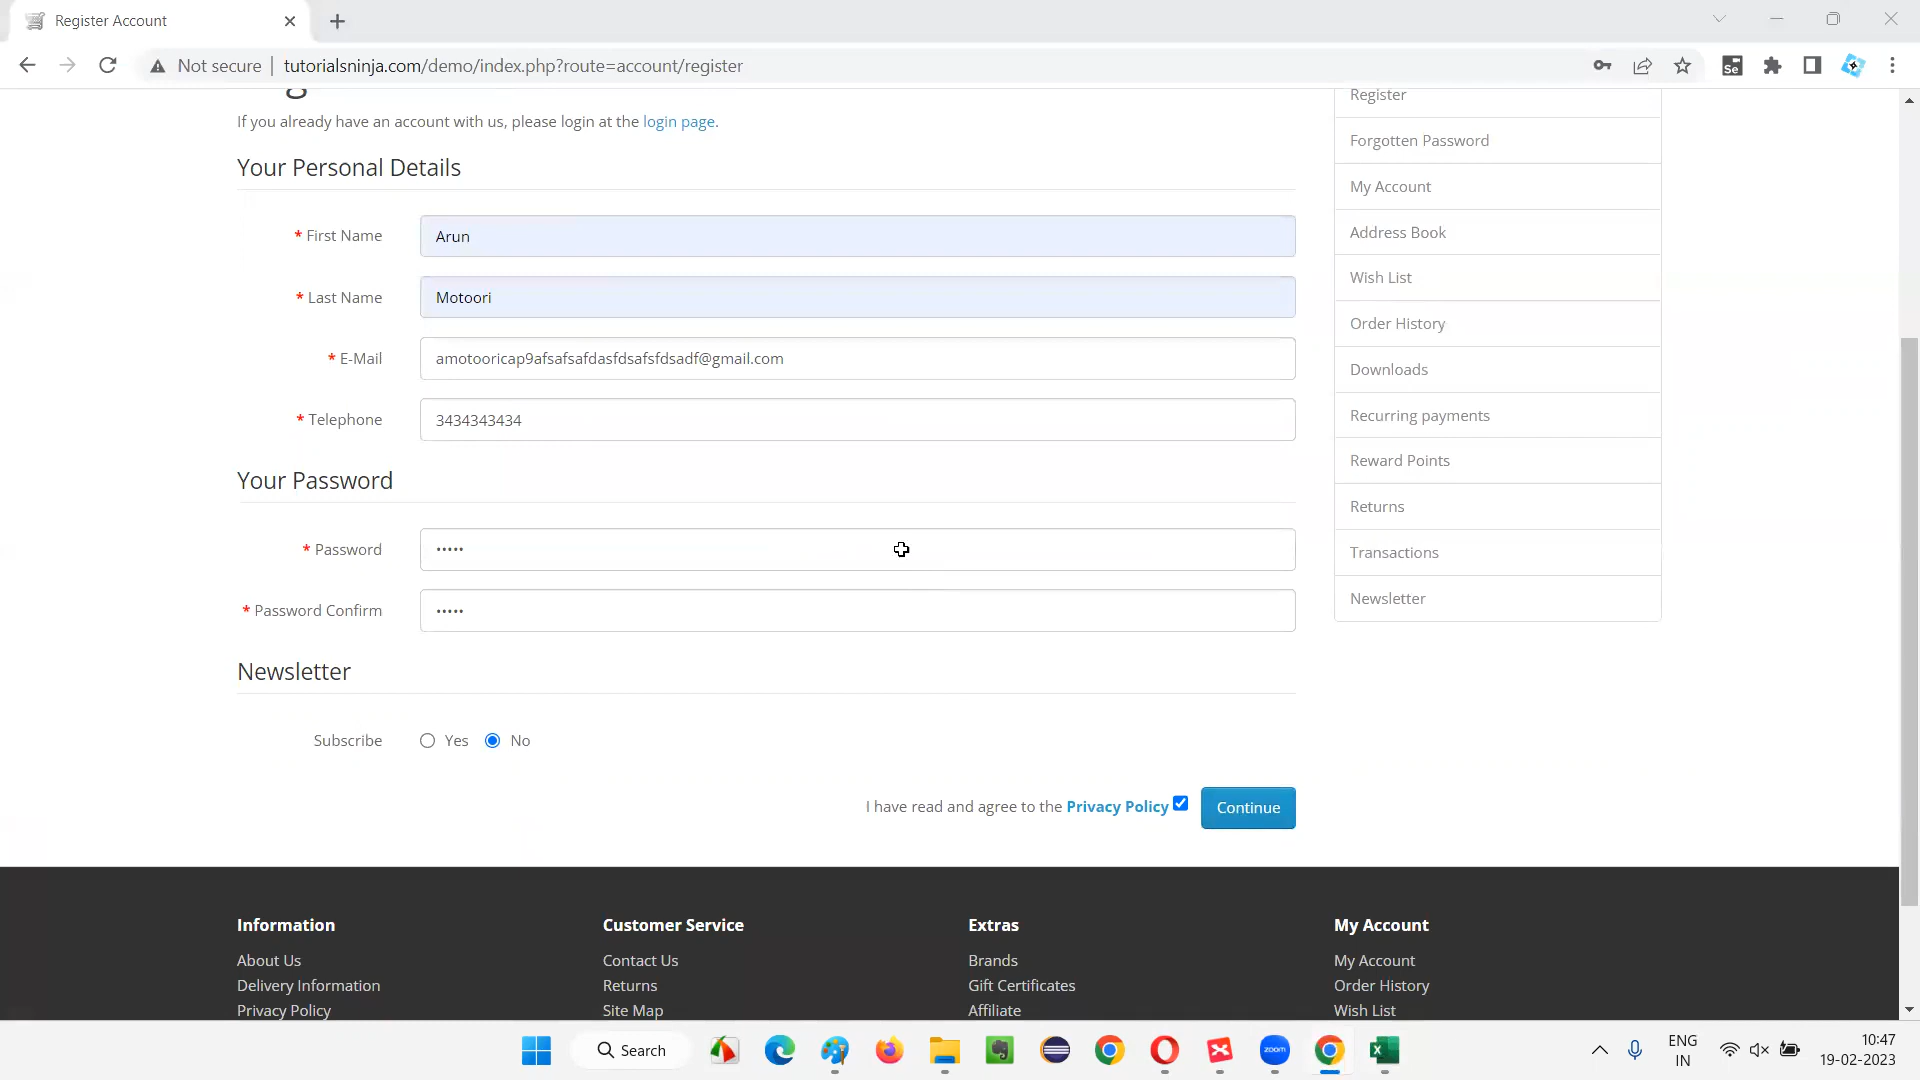 Register Account
Not secure
tutorialsninja.com/demo/index.php?route=account/register
If you already have an account with us, please login at the login page.
Your Personal Details
* First Name
Arun
* Last Name
Motoori
* E-Mail
amotooricap9afsafsafdasfdsafsfdsadf@gmail.com
* Telephone
3434343434
Your Password
* Password
•••••
* Password Confirm
•••••
Newsletter
Subscribe
Yes
No
I have read and agree to the Privacy Policy
Continue
Register
Forgotten Password
My Account
Address Book
Wish List
Order History
Downloads
Recurring payments
Reward Points
Returns
Transactions
Newsletter
Information
About Us
Delivery Information
Privacy Policy
Customer Service
Contact Us
Returns
Site Map
Extras
Brands
Gift Certificates
Affiliate
My Account
My Account
Order History
Wish List
Se
Search
zoom
ENG
IN
10:47
19-02-2023